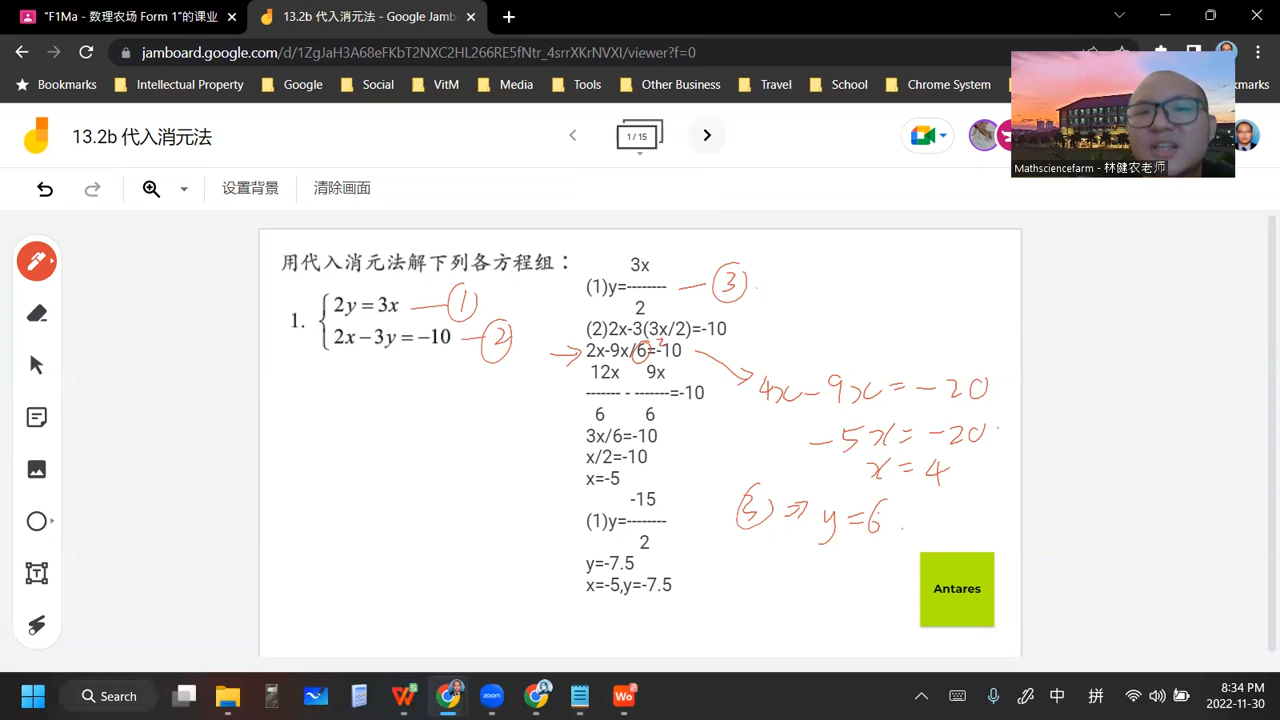 "F1Ma - 数理农场 Form 1"的课业
13.2b 代入消元法 - Google Jamb
jamboard.google.com/d/1ZgJaH3A68eFKbT2NXC2HL266RE5fNtr_4srrXKrNVXI/viewer?f=0
Bookmarks
Intellectual Property
Google
Social
VitM
Media
Tools
Other Business
Travel
School
Chrome System
kmarks
13.2b 代入消元法
1/15
Mathsciencefarm - 林健农老师
设置背景
清除画面
用代入消元法解下列各方程组：
1.
2y = 3x — ①
2x − 3y = −10 — ②
3x
(1)y=-------- — ③
2
(2)2x-3(3x/2)=-10
2x-9x/6=-10
2
12x 9x
------- - -------=-10
6 6
3x/6=-10
x/2=-10
x=-5
-15
(1)y=--------
2
y=-7.5
x=-5,y=-7.5
4x - 9x = -20
-5x = -20
x = 4
③ ⇒ y = 6
Antares
Search
中
拼
8:34 PM
2022-11-30